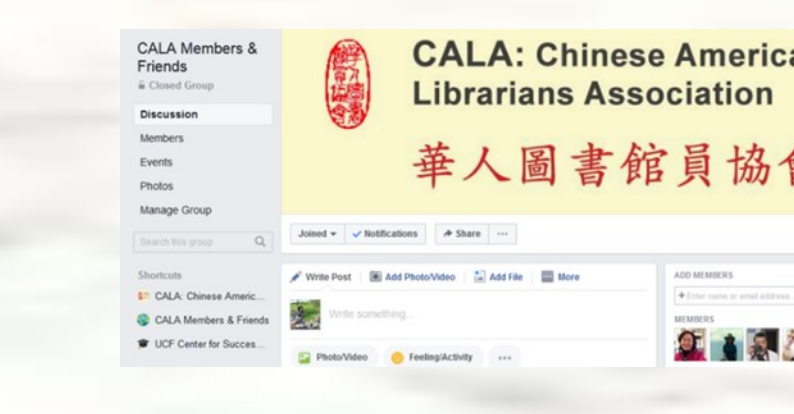 CALA Members &
Friends
Closed Group
Discussion
Members
Events
Photos
Manage Group
Search this group
Shortcuts
CALA: Chinese Americ...
CALA Members & Friends
UCF Center for Succes...
CALA: Chinese America
Librarians Association
華人圖書館員協會
Joined
Notifications
Share
Write Post
Add Photo/Video
Add File
More
Write something...
Photo/Video
Feeling/Activity
ADD MEMBERS
Enter name or email address...
MEMBERS